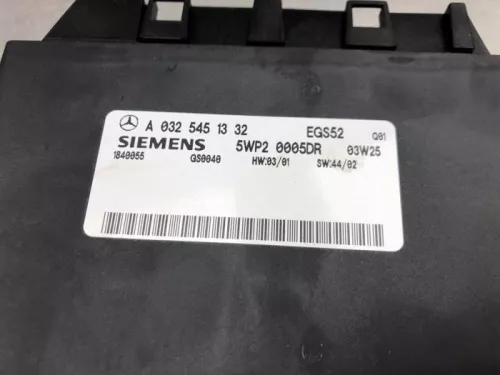 A 032 545 13 32 EGS52 Q01
SIEMENS 5WP2 0005DR 03W25
1840055 GS0040 HW:03/01 SW:44/02